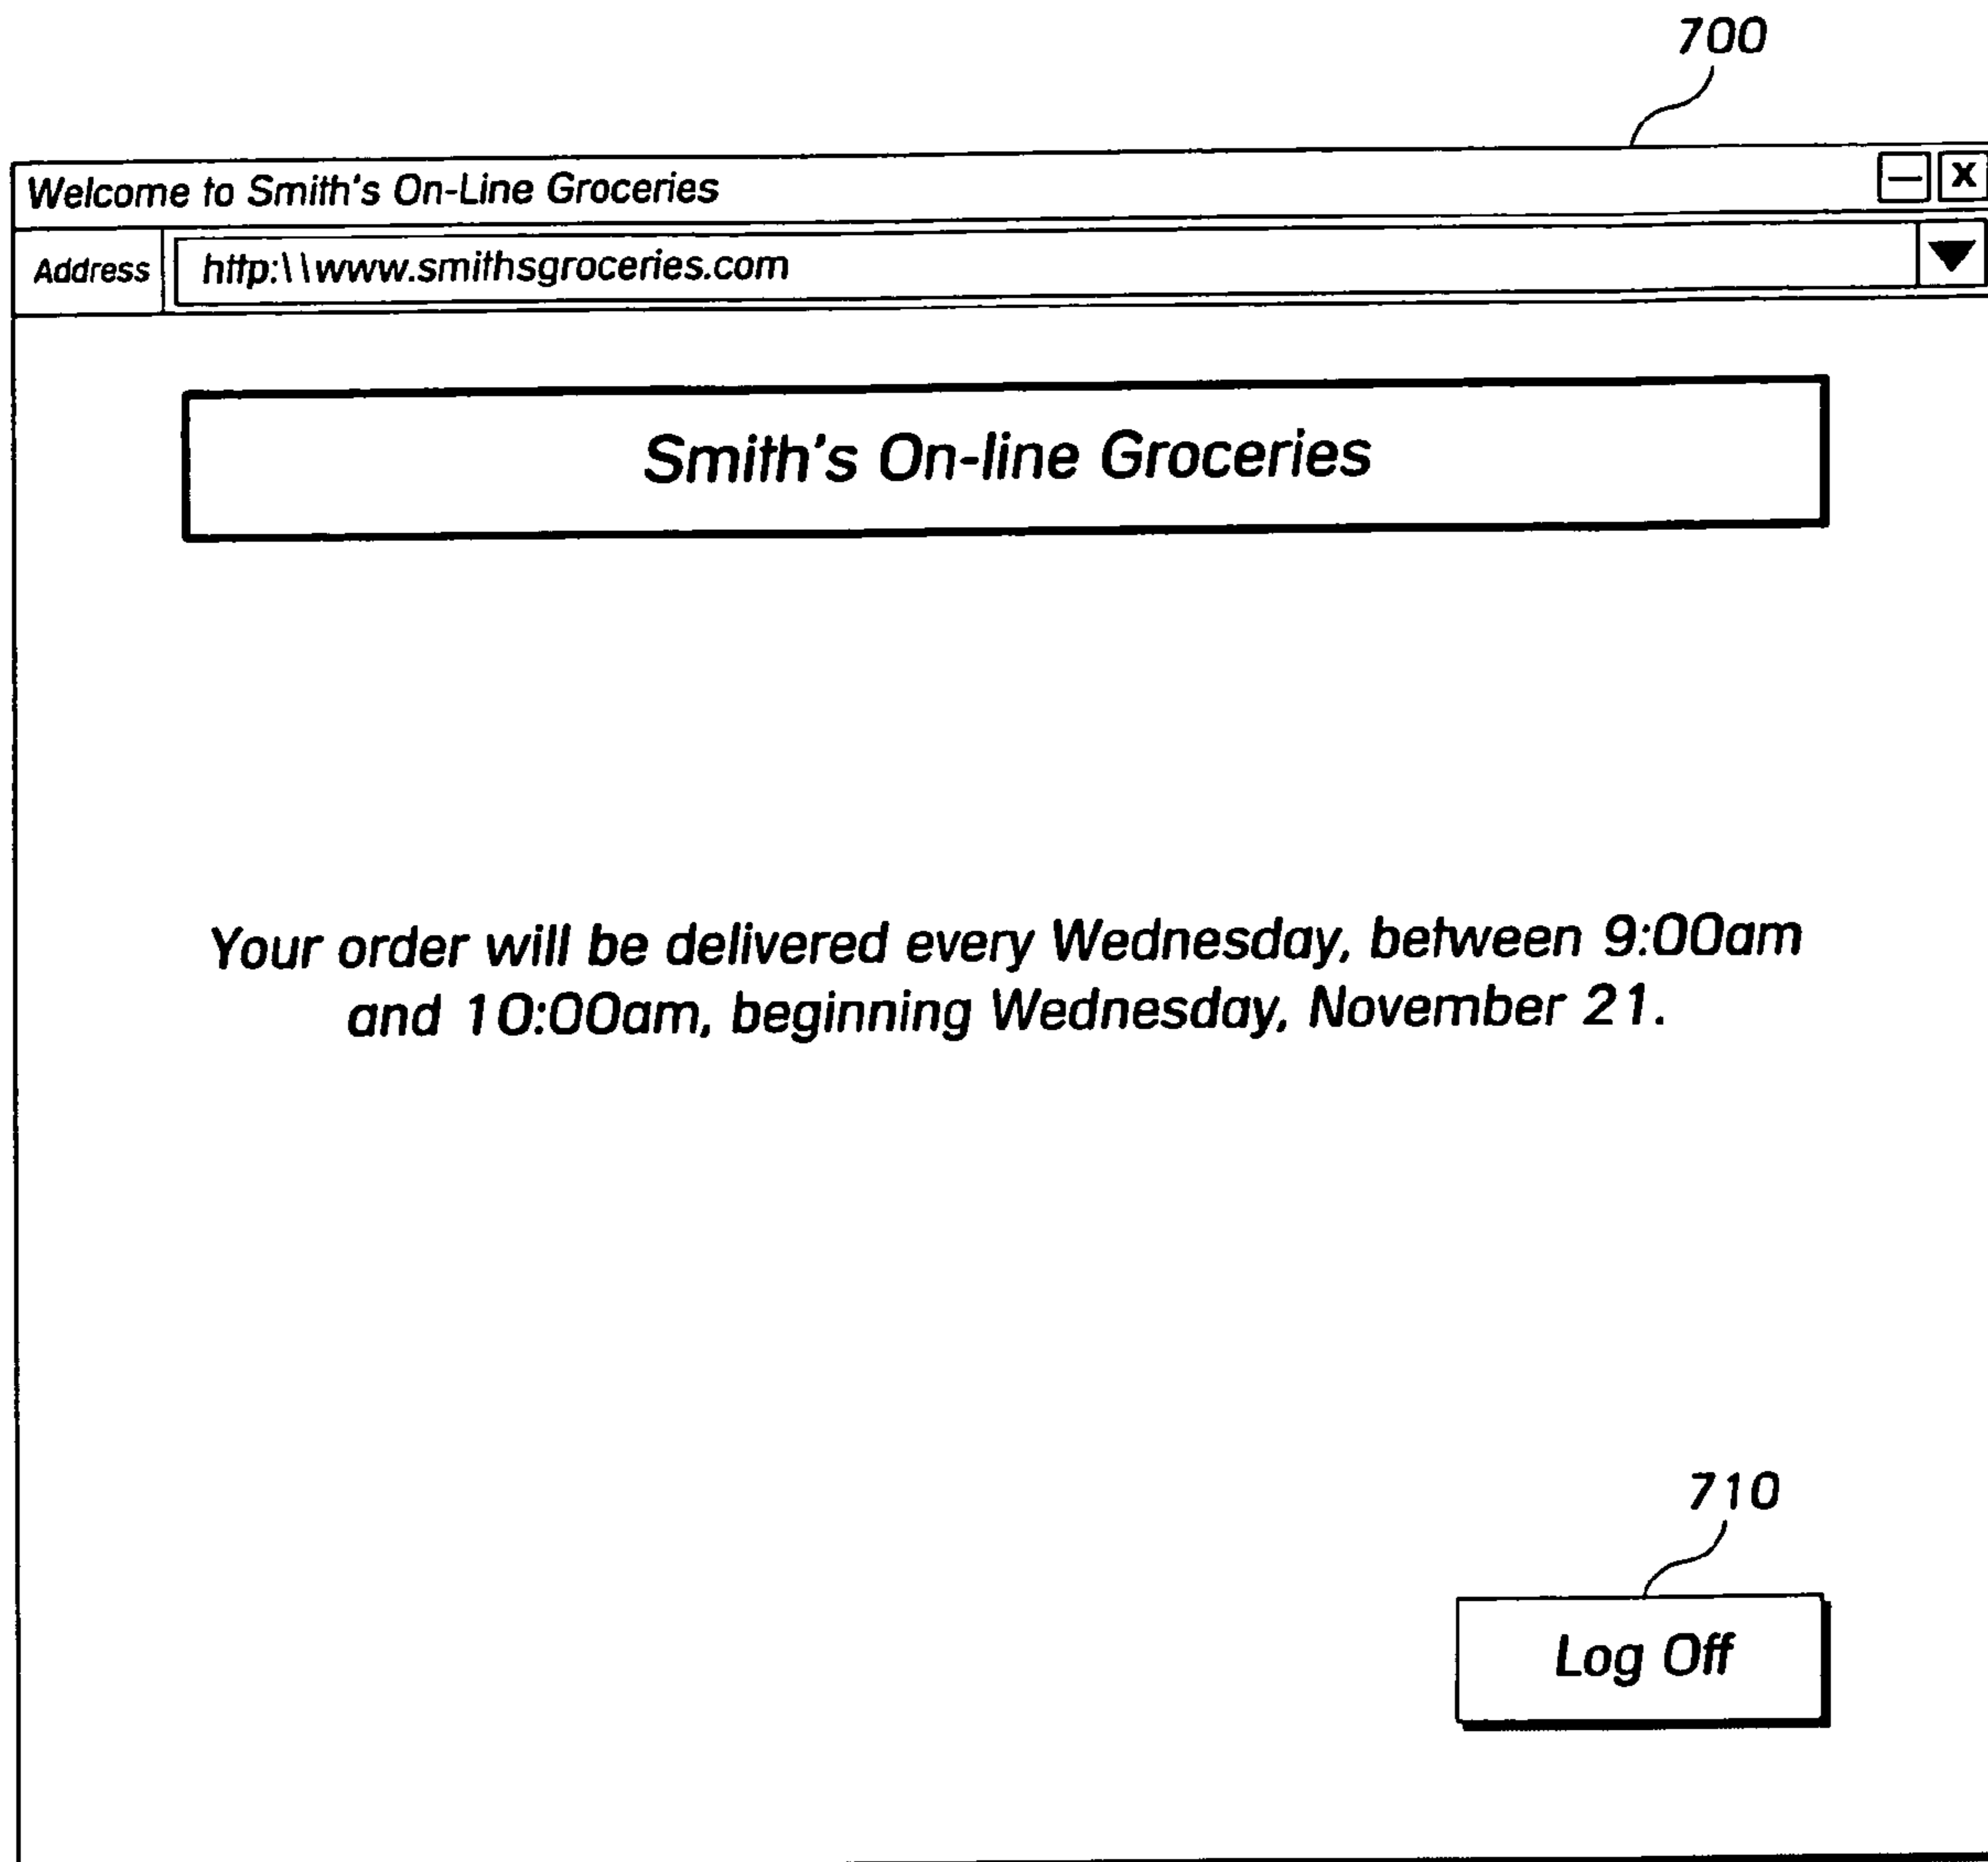 700
Welcome to Smith's On-Line Groceries
X
Address http:\\www.smithsgroceries.com
Smith's On-line Groceries
Your order will be delivered every Wednesday, between 9:00am
and 10:00am, beginning Wednesday, November 21.
710
Log Off